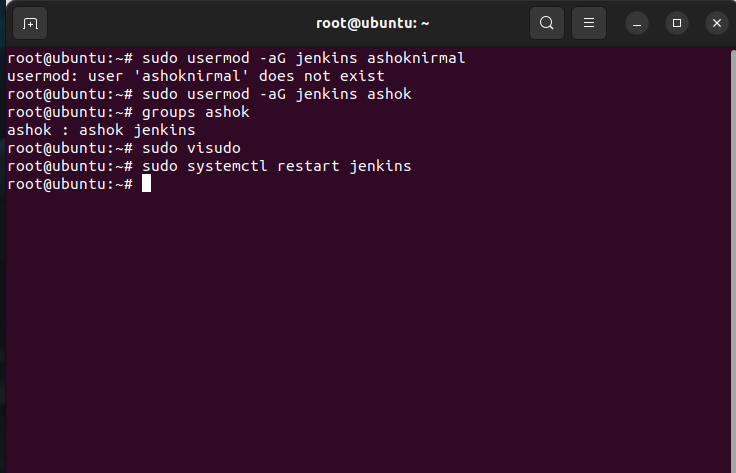 root@ubuntu: ~
root@ubuntu:~# sudo usermod -aG jenkins ashoknirmal
usermod: user 'ashoknirmal' does not exist
root@ubuntu:~# sudo usermod -aG jenkins ashok
root@ubuntu:~# groups ashok
ashok : ashok jenkins
root@ubuntu:~# sudo visudo
root@ubuntu:~# sudo systemctl restart jenkins
root@ubuntu:~#